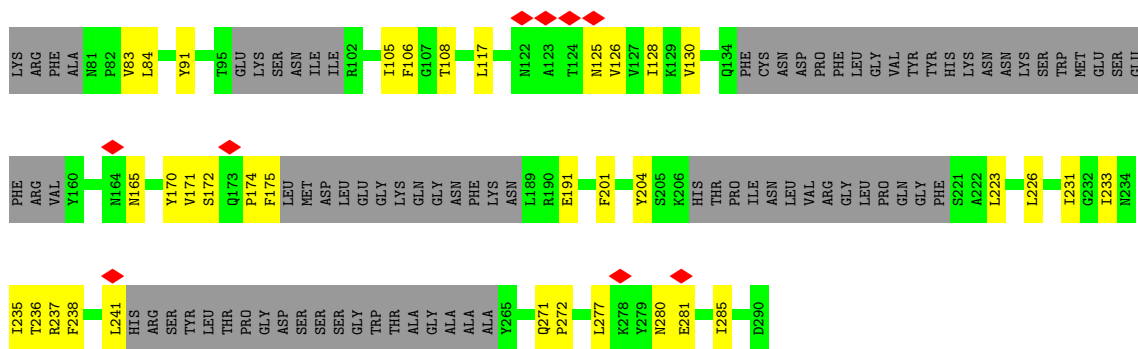 LYS ARG PHE ALA N81 P82 V83 L84 Y91 T95 GLU LYS SER ASN ILE ILE R102 I105 F106 G107 T108 L117 N122 A123 T124 N125 V126 V127 I128 K129 V130 Q134 PHE CYS ASN ASP PRO PHE LEU GLY VAL TYR TYR HIS LYS ASN ASN LYS SER TRP MET GLU SER GLU
PHE ARG VAL Y160 N164 N165 Y170 V171 S172 Q173 P174 F175 LEU MET ASP LEU GLU GLY LYS GLN GLY ASN PHE LYS ASN L189 R190 E191 F201 Y204 S205 K206 HIS THR PRO ILE ASN LEU VAL ARG GLY LEU PRO GLN GLY PHE S221 A222 L223 L226 I231 G232 I233 N234
I235 T236 R237 F238 L241 HIS ARG SER TYR LEU THR PRO GLY ASP SER SER SER GLY TRP THR ALA GLY ALA ALA ALA Y265 Q271 P272 L277 K278 Y279 N280 E281 I285 D290